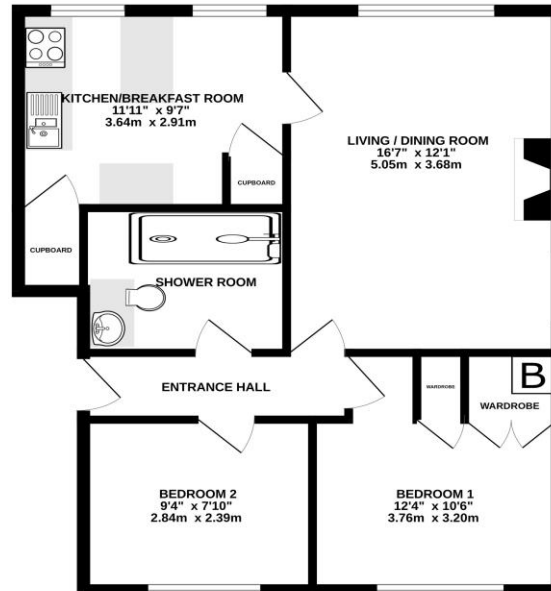 KITCHEN/BREAKFAST ROOM
11'11" x 9'7"
3.64m x 2.91m
LIVING / DINING ROOM
16'7" x 12'1"
5.05m x 3.68m
CUPBOARD
CUPBOARD
SHOWER ROOM
ENTRANCE HALL
WARDROBE
B
WARDROBE
BEDROOM 2
9'4" x 7'10"
2.84m x 2.39m
BEDROOM 1
12'4" x 10'6"
3.76m x 3.20m